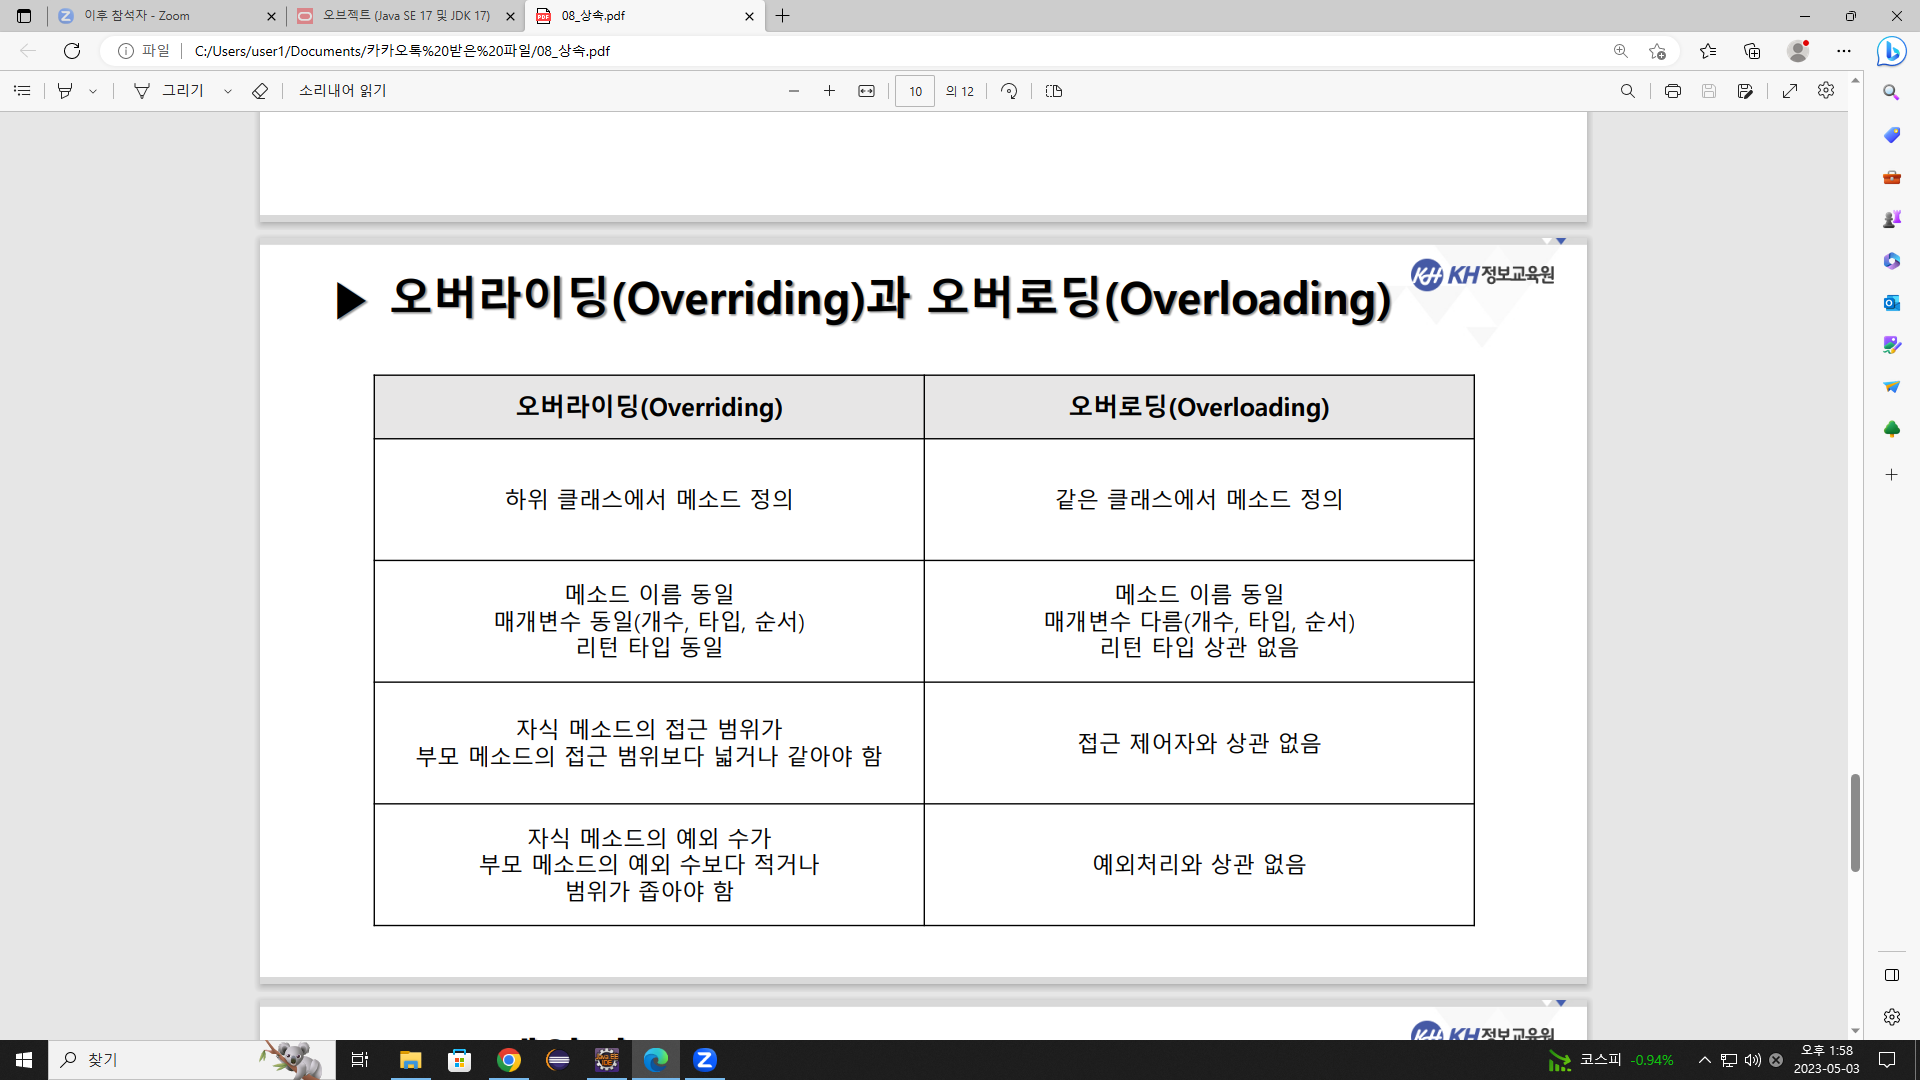 이후 참석자 - Zoom
오브젝트 (Java SE 17 및 JDK 17)
08_상속.pdf
파일
C:/Users/user1/Documents/카카오톡%20받은%20파일/08_상속.pdf
그리기
소리내어 읽기
10
의 12
▶ 오버라이딩(Overriding)과 오버로딩(Overloading)
KH KH정보교육원
오버라이딩(Overriding)
오버로딩(Overloading)
하위 클래스에서 메소드 정의
같은 클래스에서 메소드 정의
메소드 이름 동일
매개변수 동일(개수, 타입, 순서)
리턴 타입 동일
메소드 이름 동일
매개변수 다름(개수, 타입, 순서)
리턴 타입 상관 없음
자식 메소드의 접근 범위가
부모 메소드의 접근 범위보다 넓거나 같아야 함
접근 제어자와 상관 없음
자식 메소드의 예외 수가
부모 메소드의 예외 수보다 적거나
범위가 좁아야 함
예외처리와 상관 없음
KH KH정보교육원
찾기
코스피 -0.94%
오후 1:58
2023-05-03